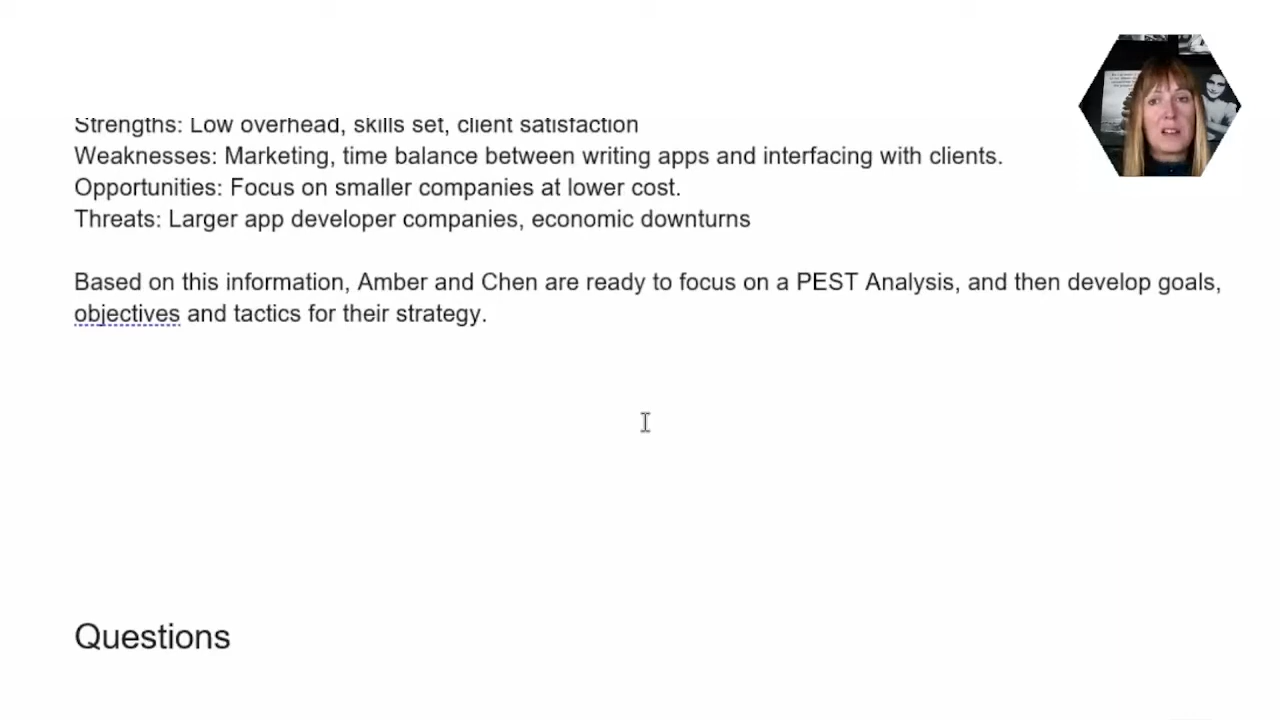 Strengths: Low overhead, skills set, client satisfaction
Weaknesses: Marketing, time balance between writing apps and interfacing with clients.
Opportunities: Focus on smaller companies at lower cost.
Threats: Larger app developer companies, economic downturns
Based on this information, Amber and Chen are ready to focus on a PEST Analysis, and then develop goals,
objectives and tactics for their strategy.
Questions